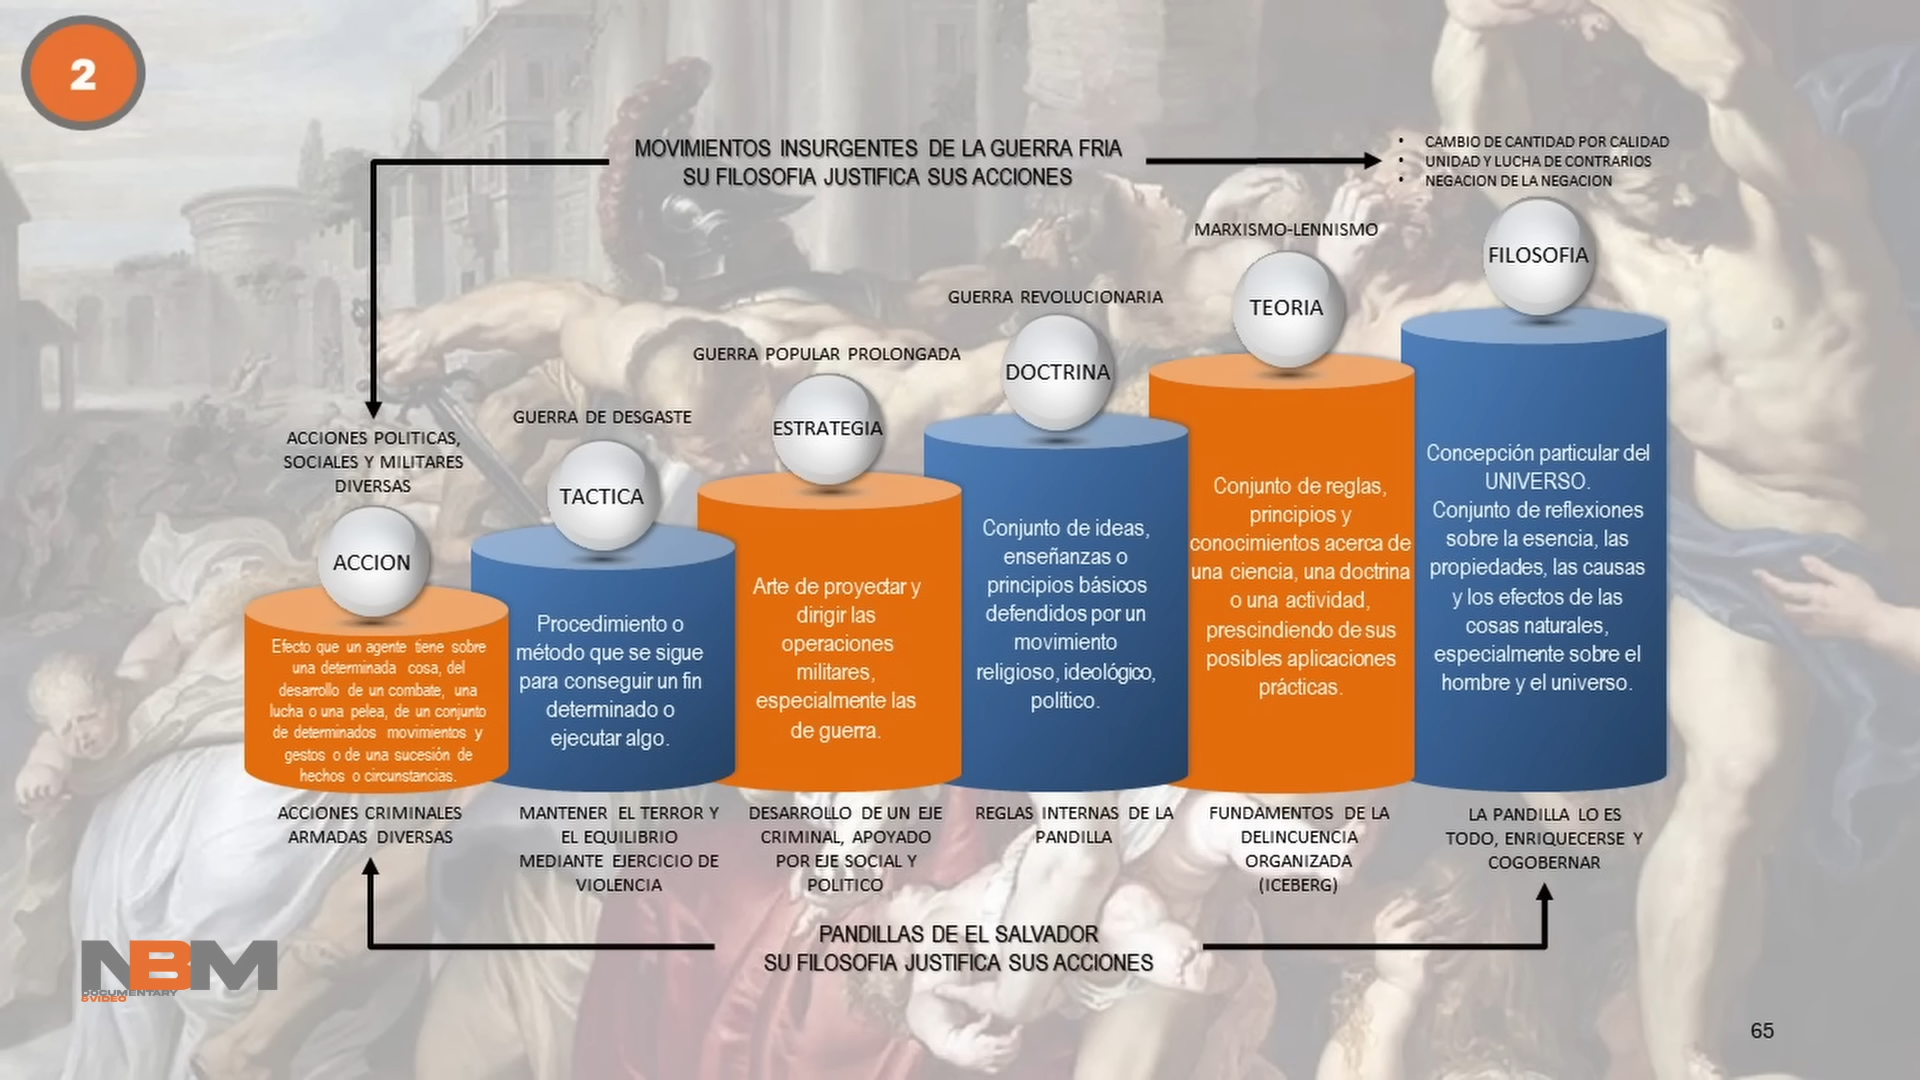 2
MOVIMIENTOS INSURGENTES DE LA GUERRA FRIA
SU FILOSOFIA JUSTIFICA SUS ACCIONES
• CAMBIO DE CANTIDAD POR CALIDAD
• UNIDAD Y LUCHA DE CONTRARIOS
• NEGACION DE LA NEGACION
ACCIONES POLITICAS,
SOCIALES Y MILITARES
DIVERSAS
ACCION
Efecto que un agente tiene sobre
una determinada cosa, del
desarrollo de un combate, una
lucha o una pelea, de un conjunto
de determinados movimientos y
gestos o de una sucesión de
hechos o circunstancias.
ACCIONES CRIMINALES
ARMADAS DIVERSAS
GUERRA DE DESGASTE
TACTICA
Procedimiento o
método que se sigue
para conseguir un fin
determinado o
ejecutar algo.
MANTENER EL TERROR Y
EL EQUILIBRIO
MEDIANTE EJERCICIO DE
VIOLENCIA
GUERRA POPULAR PROLONGADA
ESTRATEGIA
Arte de proyectar y
dirigir las
operaciones
militares,
especialmente las
de guerra.
DESARROLLO DE UN EJE
CRIMINAL, APOYADO
POR EJE SOCIAL Y
POLITICO
GUERRA REVOLUCIONARIA
DOCTRINA
Conjunto de ideas,
enseñanzas o
principios básicos
defendidos por un
movimiento
religioso, ideológico,
político.
REGLAS INTERNAS DE LA
PANDILLA
MARXISMO-LENNISMO
TEORIA
Conjunto de reglas,
principios y
conocimientos acerca de
una ciencia, una doctrina
o una actividad,
prescindiendo de sus
posibles aplicaciones
prácticas.
FUNDAMENTOS DE LA
DELINCUENCIA
ORGANIZADA
(ICEBERG)
FILOSOFIA
Concepción particular del
UNIVERSO.
Conjunto de reflexiones
sobre la esencia, las
propiedades, las causas
y los efectos de las
cosas naturales,
especialmente sobre el
hombre y el universo.
LA PANDILLA LO ES
TODO, ENRIQUECERSE Y
COGOBERNAR
PANDILLAS DE EL SALVADOR
SU FILOSOFIA JUSTIFICA SUS ACCIONES
NBM
DOCUMENTARY
&VIDEO
65